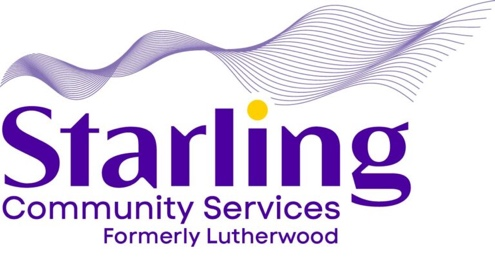 Starling
Community Services
Formerly Lutherwood